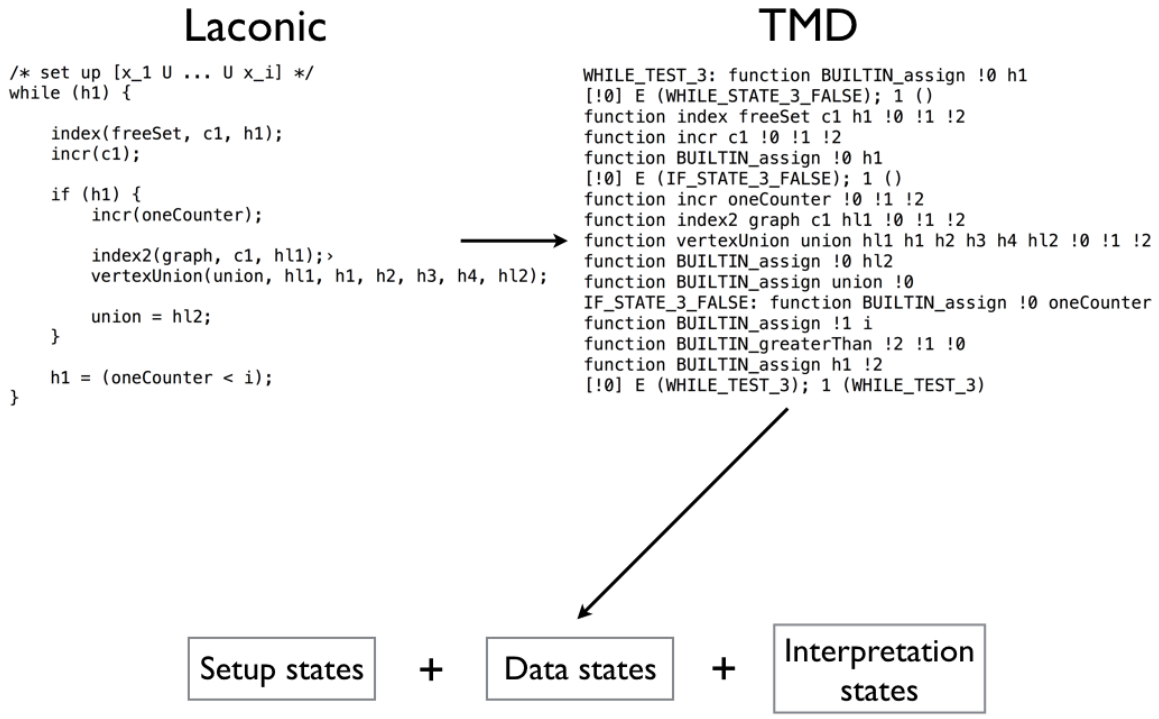 Laconic
/* set up [x_1 U ... U x_i] */
while (h1) {
index(freeSet, c1, h1);
incr(c1);
if (h1) {
incr(oneCounter);
index2(graph, c1, hl1);›
vertexUnion(union, hl1, h1, h2, h3, h4, hl2);
union = hl2;
}
h1 = (oneCounter < i);
}
TMD
WHILE_TEST_3: function BUILTIN_assign !0 h1
[!0] E (WHILE_STATE_3_FALSE); 1 ()
function index freeSet c1 h1 !0 !1 !2
function incr c1 !0 !1 !2
function BUILTIN_assign !0 h1
[!0] E (IF_STATE_3_FALSE); 1 ()
function incr oneCounter !0 !1 !2
function index2 graph c1 hl1 !0 !1 !2
function vertexUnion union hl1 h1 h2 h3 h4 hl2 !0 !1 !2
function BUILTIN_assign !0 hl2
function BUILTIN_assign union !0
IF_STATE_3_FALSE: function BUILTIN_assign !0 oneCounter
function BUILTIN_assign !1 i
function BUILTIN_greaterThan !2 !1 !0
function BUILTIN_assign h1 !2
[!0] E (WHILE_TEST_3); 1 (WHILE_TEST_3)
Setup states + Data states + Interpretation
states